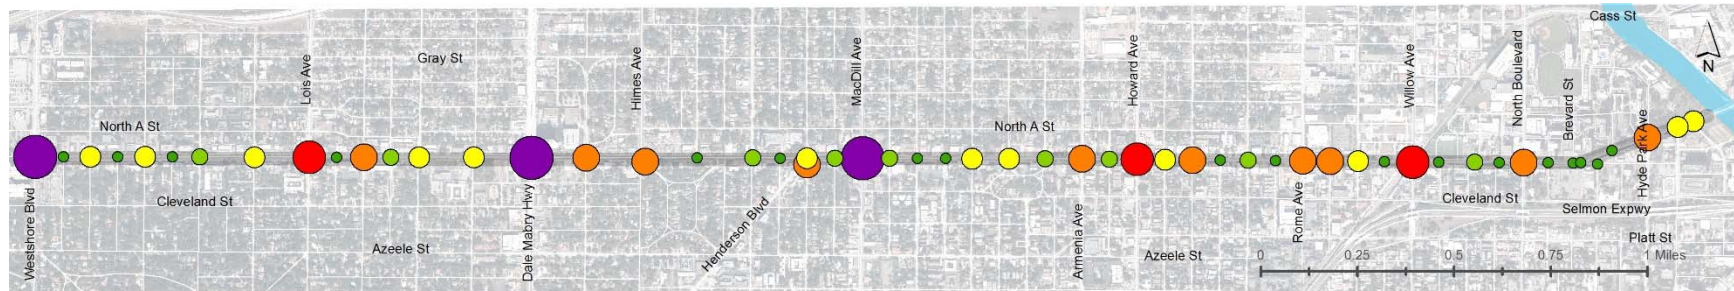 Cass St
Gray St
Lois Ave
Himes Ave
MacDill Ave
Howard Ave
Willow Ave
North Boulevard
Brevard St
Hyde Park Ave
N
North A St
North A St
Westshore Blvd
Cleveland St
Dale Mabry Hwy
Azeele St
Henderson Blvd
Armenia Ave
Azeele St
Rome Ave
Cleveland St
Selmon Expwy
Platt St
0 0.25 0.5 0.75 1 Miles